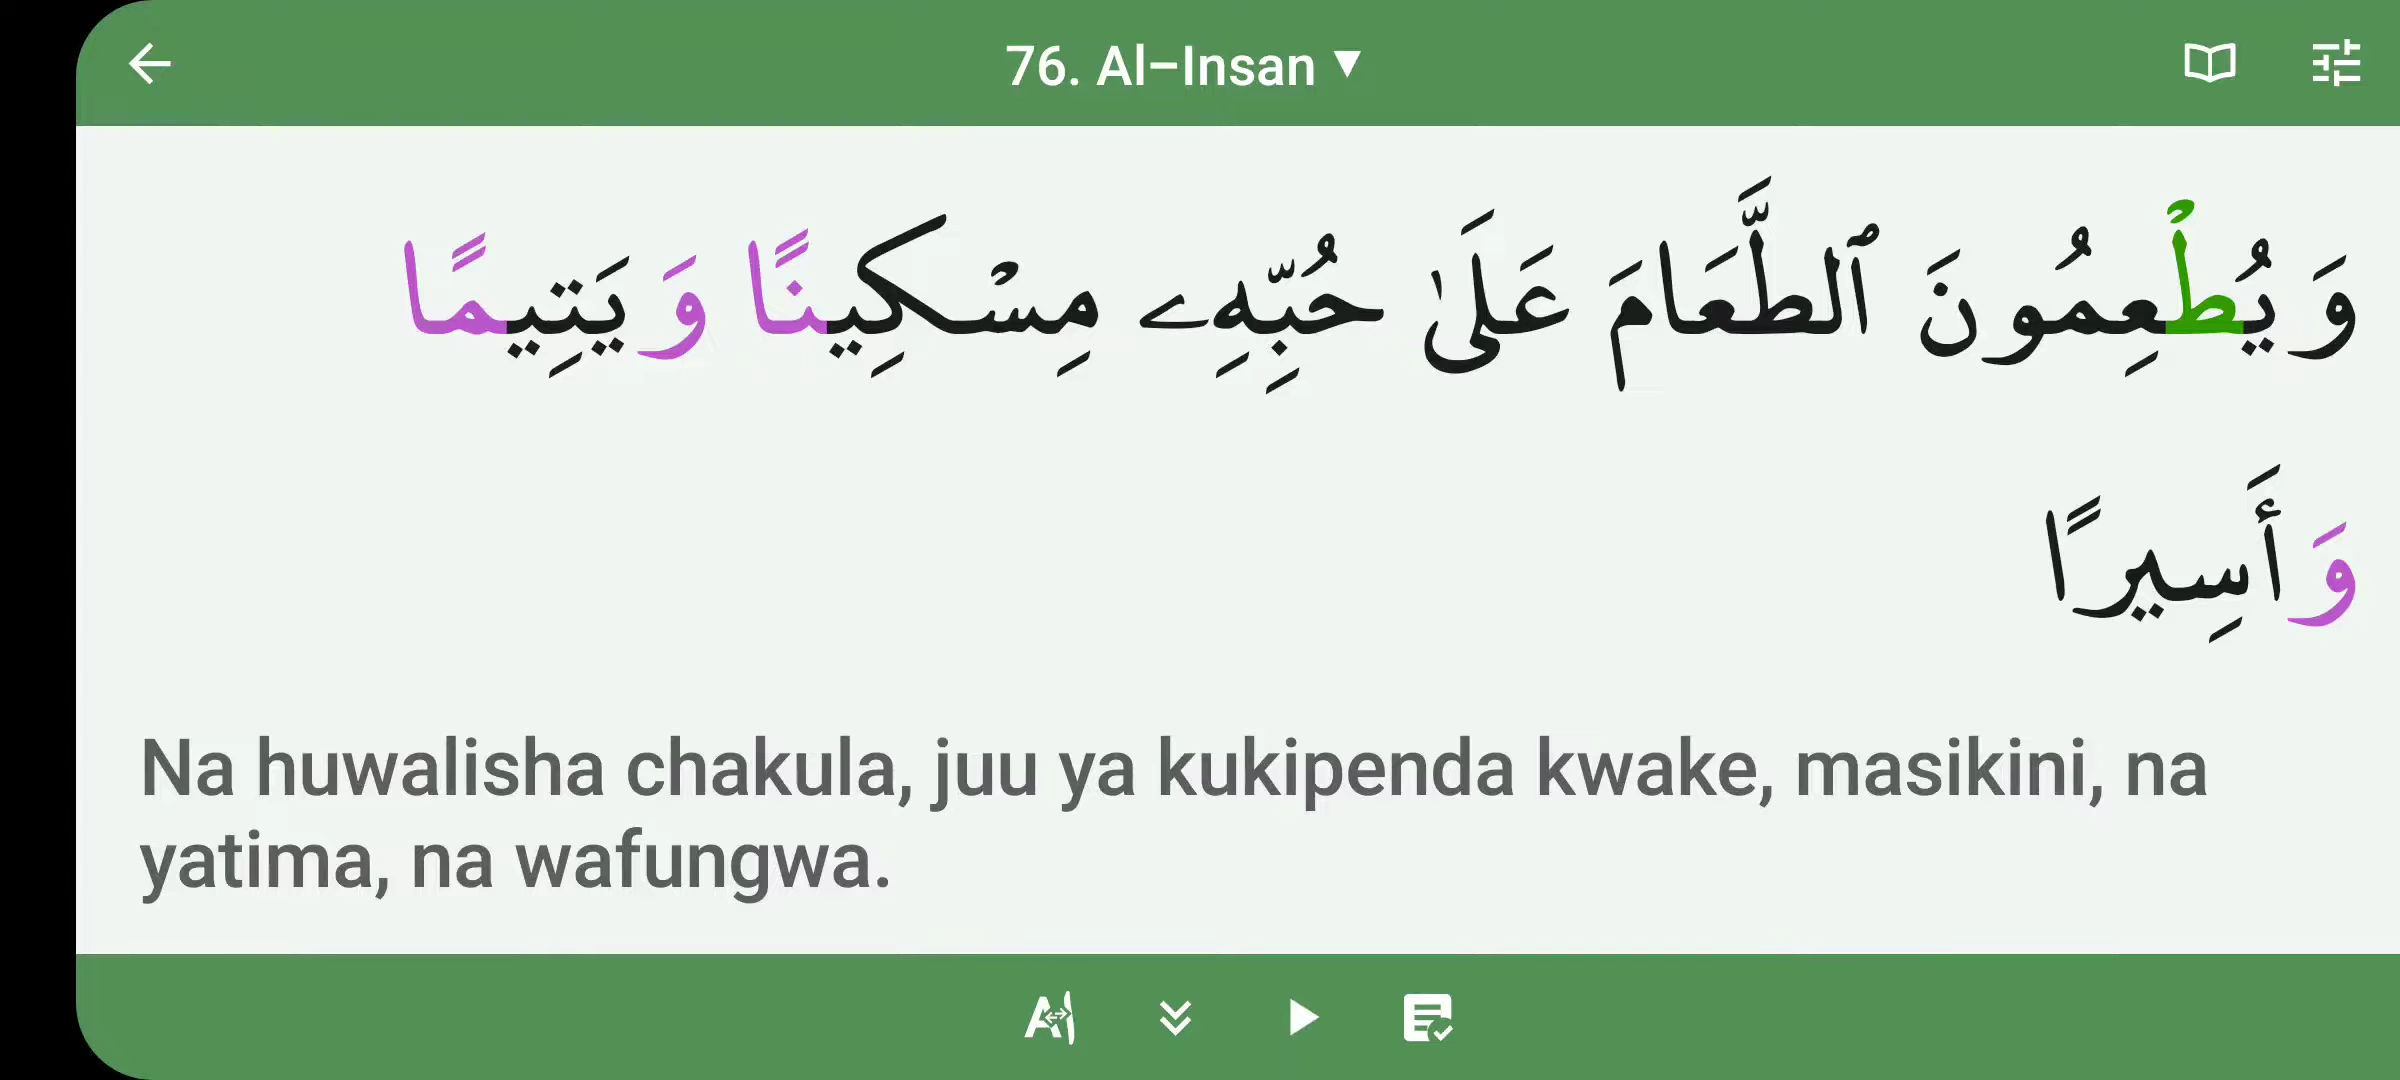 76. Al–Insan ▼
وَيُطْعِمُونَ ٱلطَّعَامَ عَلَىٰ حُبِّهِۦ مِسْكِينًا وَيَتِيمًا
وَأَسِيرًا
Na huwalisha chakula, juu ya kukipenda kwake, masikini, na
yatima, na wafungwa.